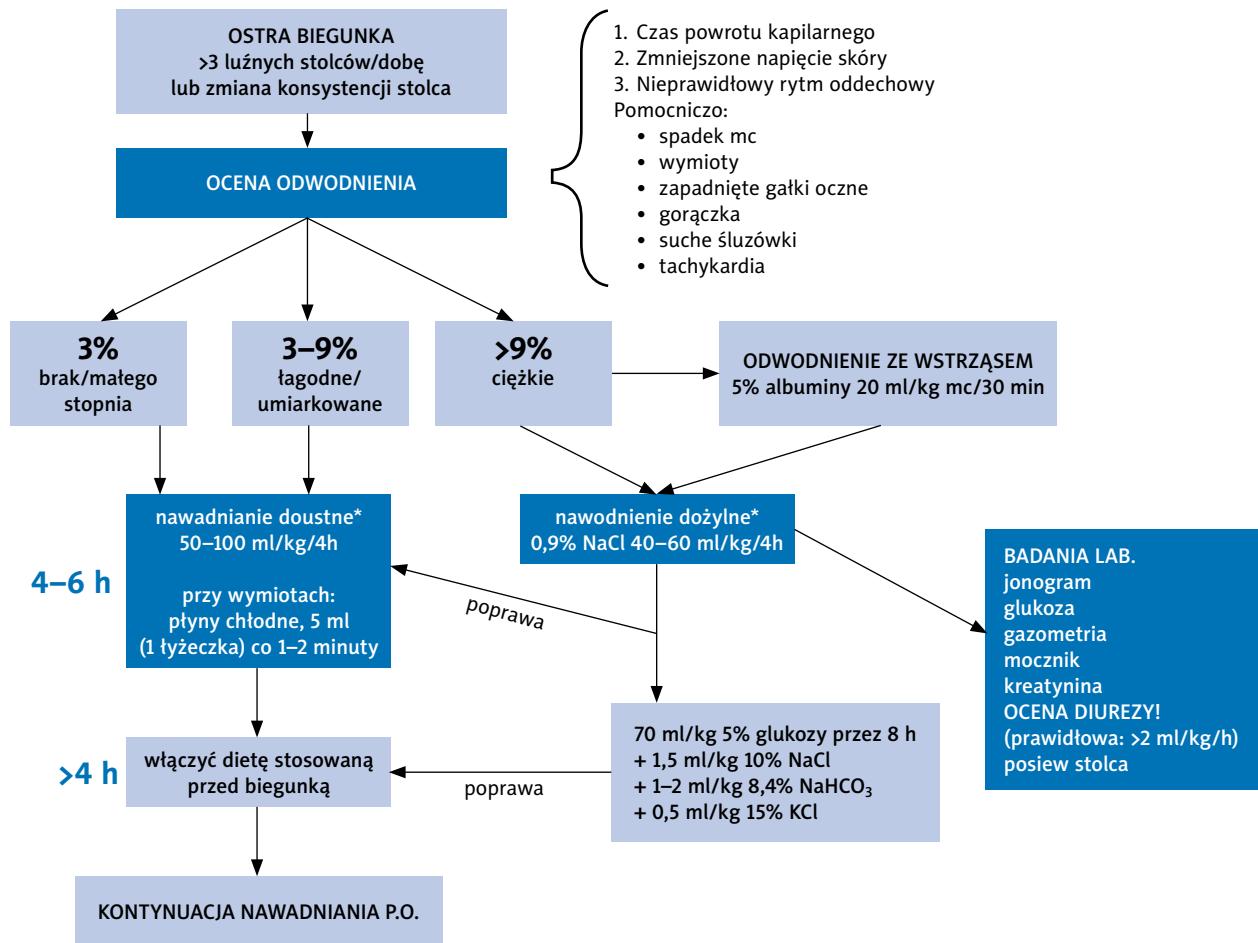 OSTRA BIEGUNKA
>3 luźnych stolców/dobę
lub zmiana konsystencji stolca
OCENA ODWODNIENIA
1. Czas powrotu kapilarnego
2. Zmniejszone napięcie skóry
3. Nieprawidłowy rytm oddechowy
Pomocniczo:
• spadek mc
• wymioty
• zapadnięte gałki oczne
• gorączka
• suche śluzówki
• tachykardia
3%
brak/małego
stopnia
3–9%
łagodne/
umiarkowane
>9%
ciężkie
ODWODNIENIE ZE WSTRZĄSEM
5% albuminy 20 ml/kg mc/30 min
4–6 h
nawadnianie doustne*
50–100 ml/kg/4h
przy wymiotach:
płyny chłodne, 5 ml
(1 łyżeczka) co 1–2 minuty
nawodnienie dożylne*
0,9% NaCl 40–60 ml/kg/4h
poprawa
BADANIA LAB.
jonogram
glukoza
gazometria
mocznik
kreatynina
OCENA DIUREZY!
(prawidłowa: >2 ml/kg/h)
posiew stolca
>4 h
włączyć dietę stosowaną
przed biegunką
poprawa
70 ml/kg 5% glukozy przez 8 h
+ 1,5 ml/kg 10% NaCl
+ 1–2 ml/kg 8,4% NaHCO₃
+ 0,5 ml/kg 15% KCl
KONTYNUACJA NAWADNIANIA P.O.